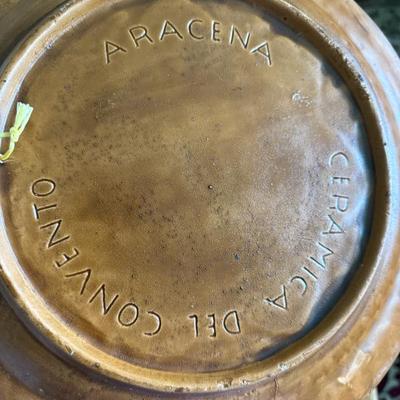 ARACENA
CERAMICA DEL CONVENTO